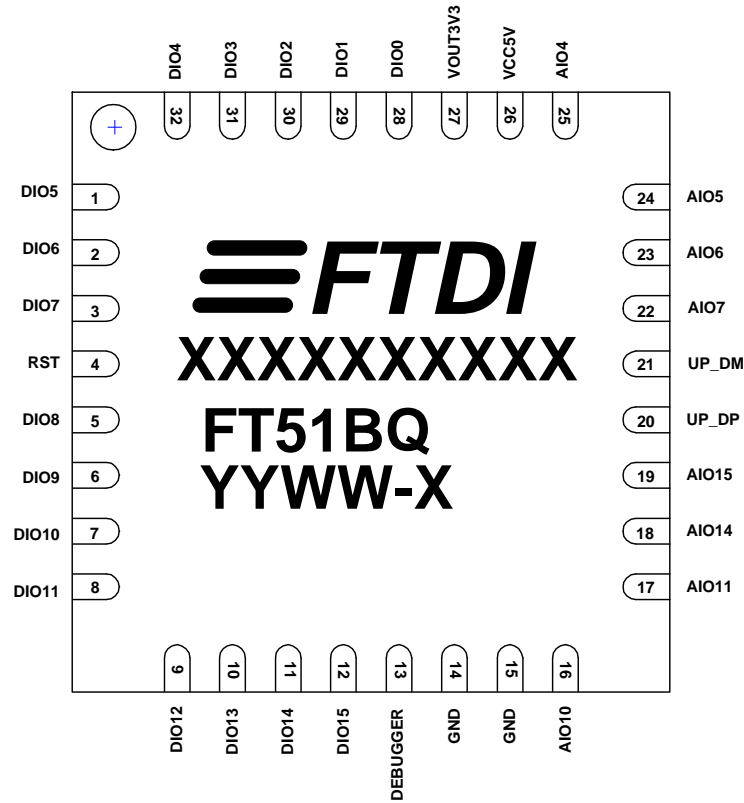 DIO4
DIO3
DIO2
DIO1
DIO0
VOUT3V3
VCC5V
AIO4
32
31
30
29
28
27
26
25
DIO5 1
DIO6 2
DIO7 3
RST 4
DIO8 5
DIO9 6
DIO10 7
DIO11 8
FTDI
XXXXXXXXXX
FT51BQ
YYWW-X
24 AIO5
23 AIO6
22 AIO7
21 UP_DM
20 UP_DP
19 AIO15
18 AIO14
17 AIO11
9
10
11
12
13
14
15
16
DIO12
DIO13
DIO14
DIO15
DEBUGGER
GND
GND
AIO10